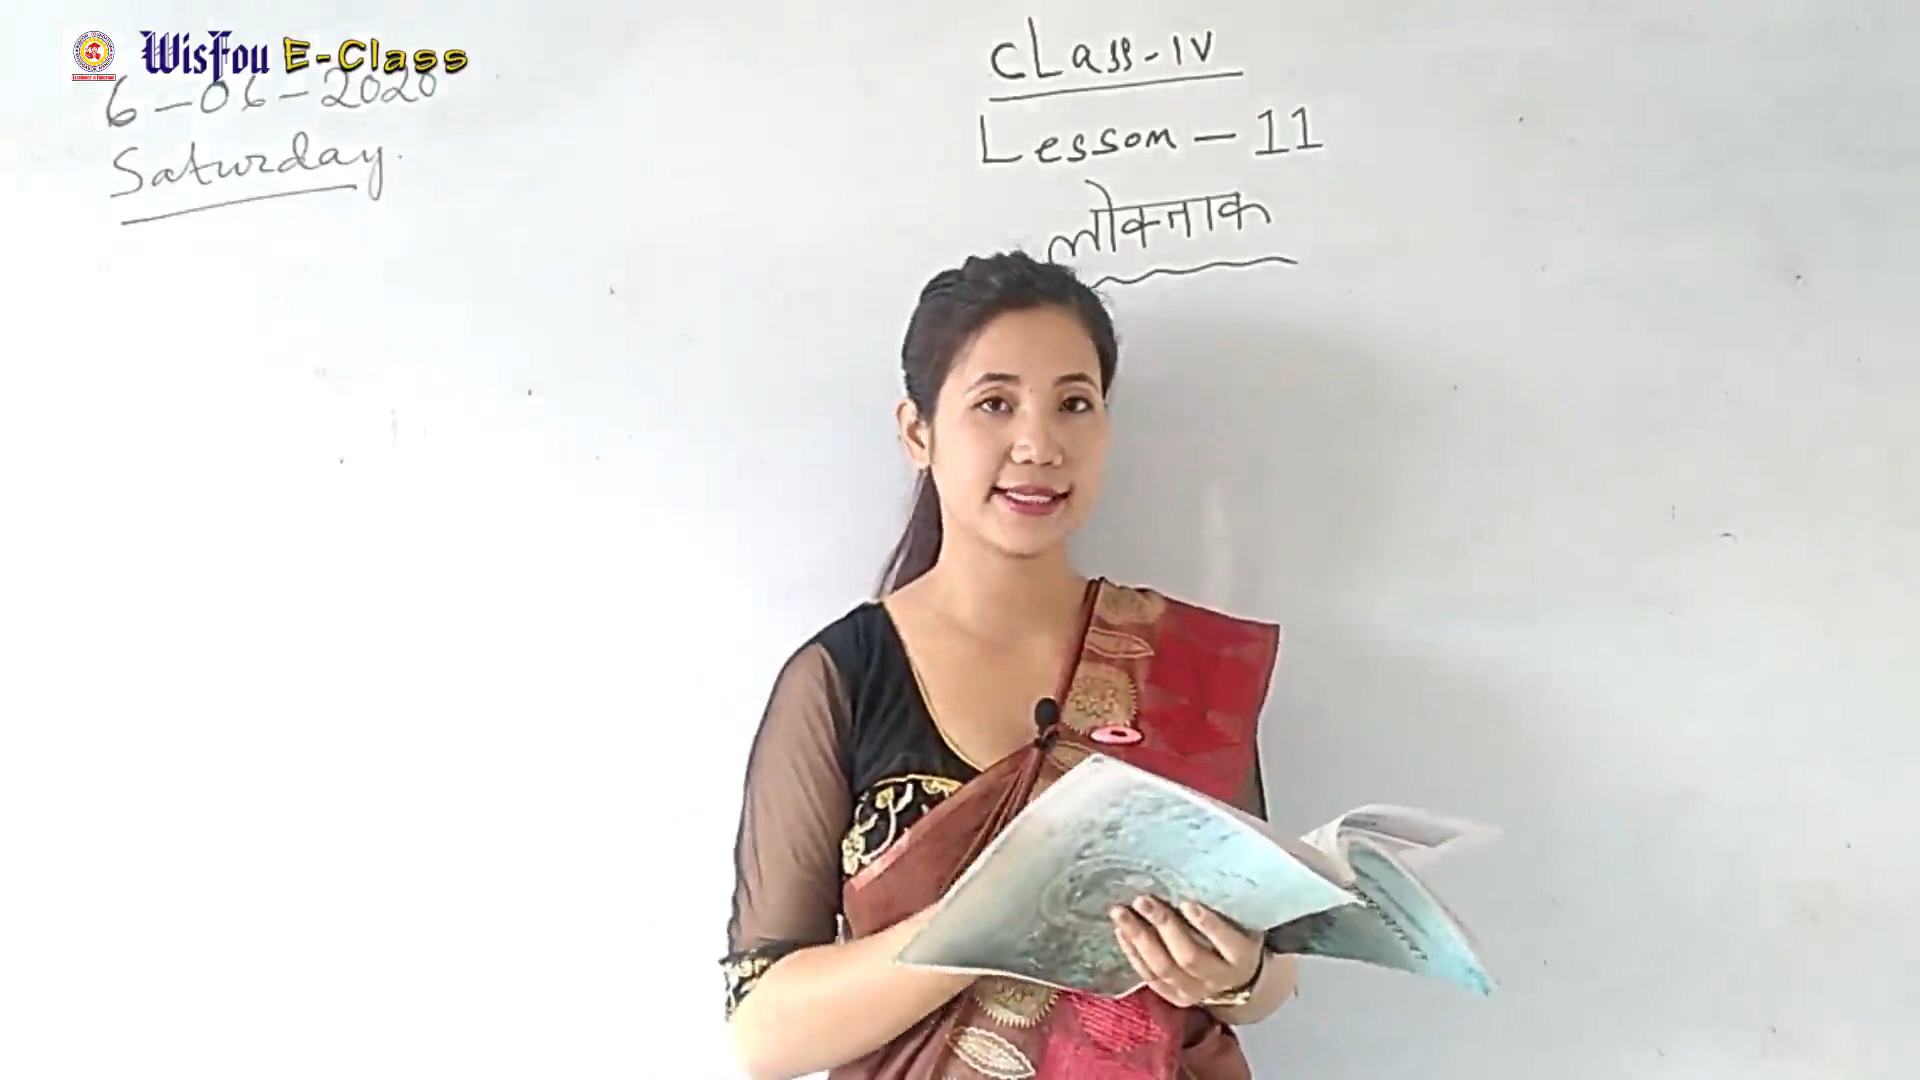 WisFou E-Class
6-06-2020
Saturday.
CLass-IV
Lesson-11
लोकनाक